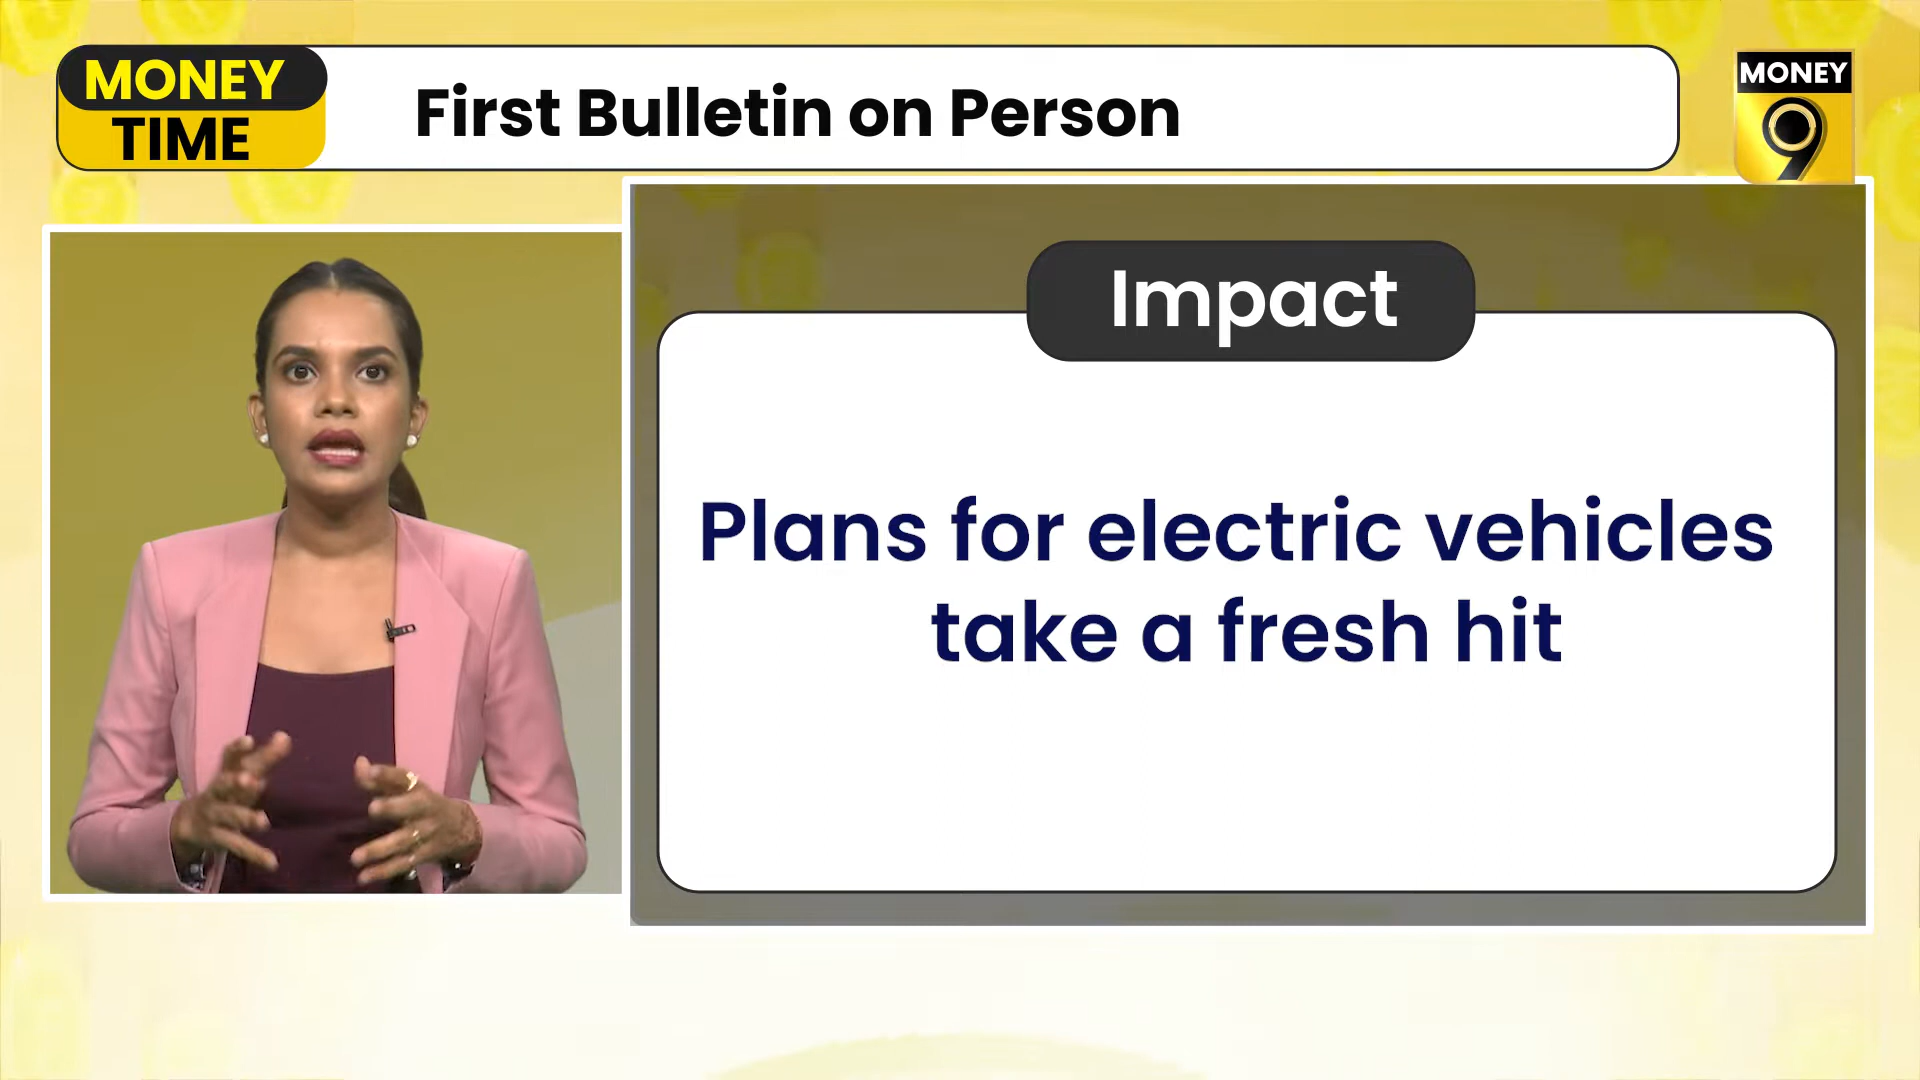 MONEY
TIME
First Bulletin on Person
MONEY
9
Impact
Plans for electric vehicles
take a fresh hit